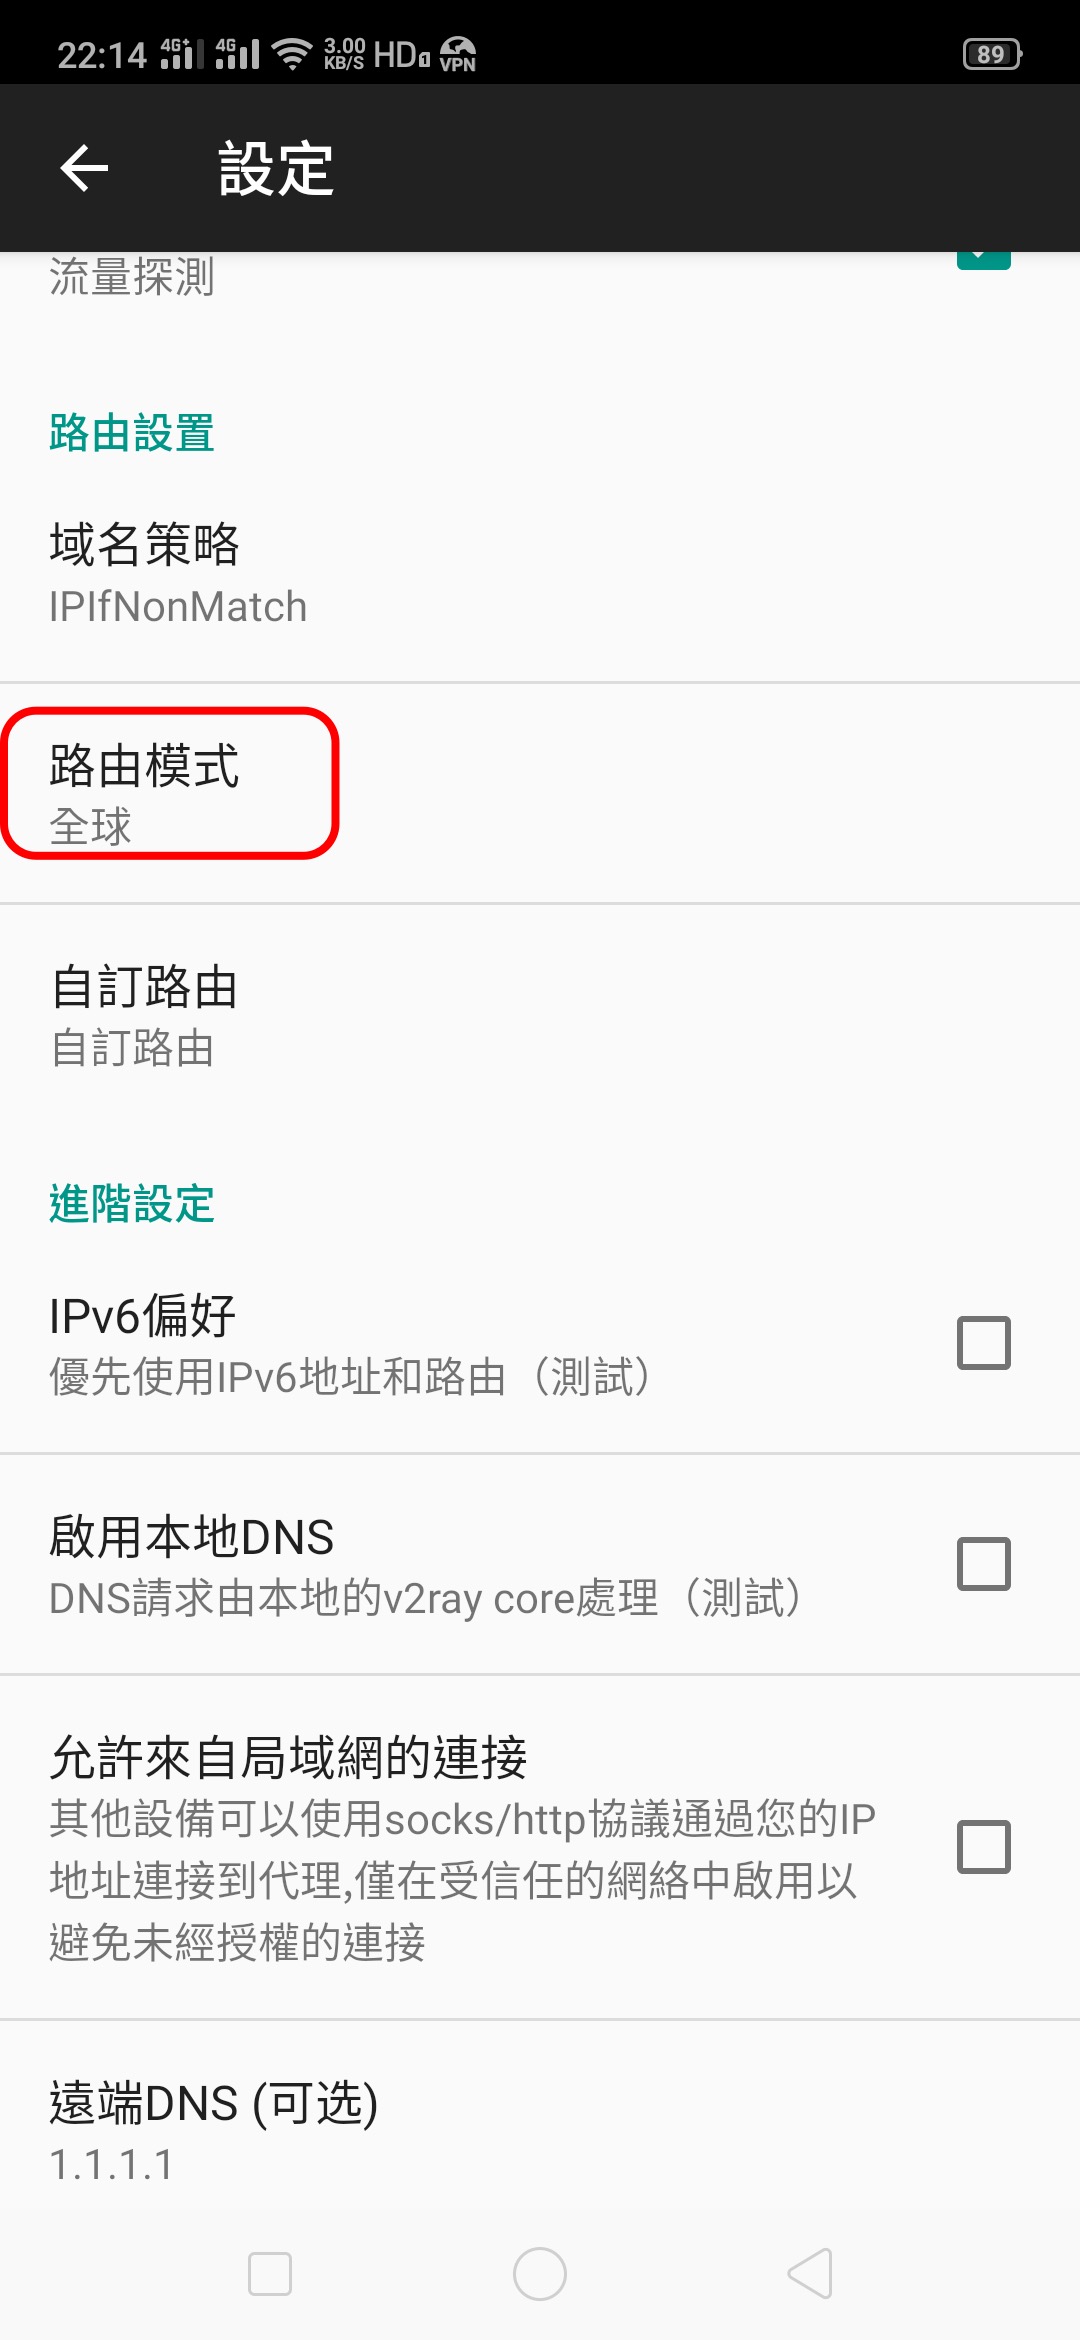 22:14 4G+ 4G 3.00 KB/S HD1 VPN 89
設定
流量探測
路由設置
域名策略
IPIfNonMatch
路由模式
全球
自訂路由
自訂路由
進階設定
IPv6偏好
優先使用IPv6地址和路由（測試）
啟用本地DNS
DNS請求由本地的v2ray core處理（測試）
允許來自局域網的連接
其他設備可以使用socks/http協議通過您的IP
地址連接到代理,僅在受信任的網絡中啟用以
避免未經授權的連接
遠端DNS (可选)
1.1.1.1